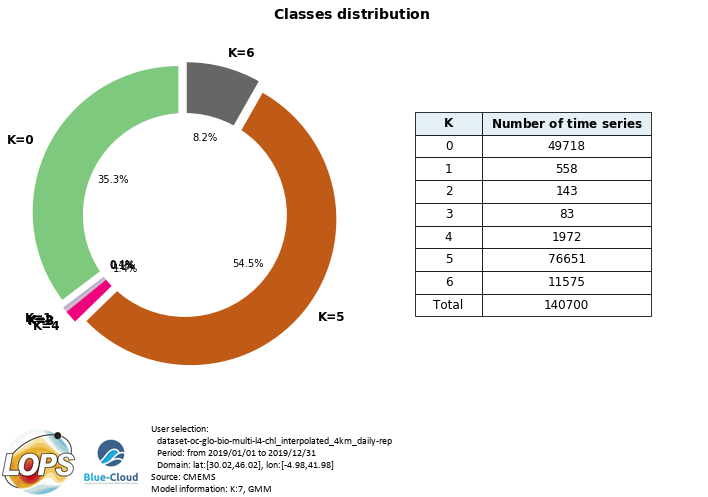 Classes distribution
K=6
K=0
8.2%
35.3%
54.5%
1.4%
K=5
K=4
K Number of time series
0 49718
1 558
2 143
3 83
4 1972
5 76651
6 11575
Total 140700
LOPS
Blue-Cloud
User selection:
dataset-oc-glo-bio-multi-l4-chl_interpolated_4km_daily-rep
Period: from 2019/01/01 to 2019/12/31
Domain: lat:[30.02,46.02], lon:[-4.98,41.98]
Source: CMEMS
Model information: K:7, GMM